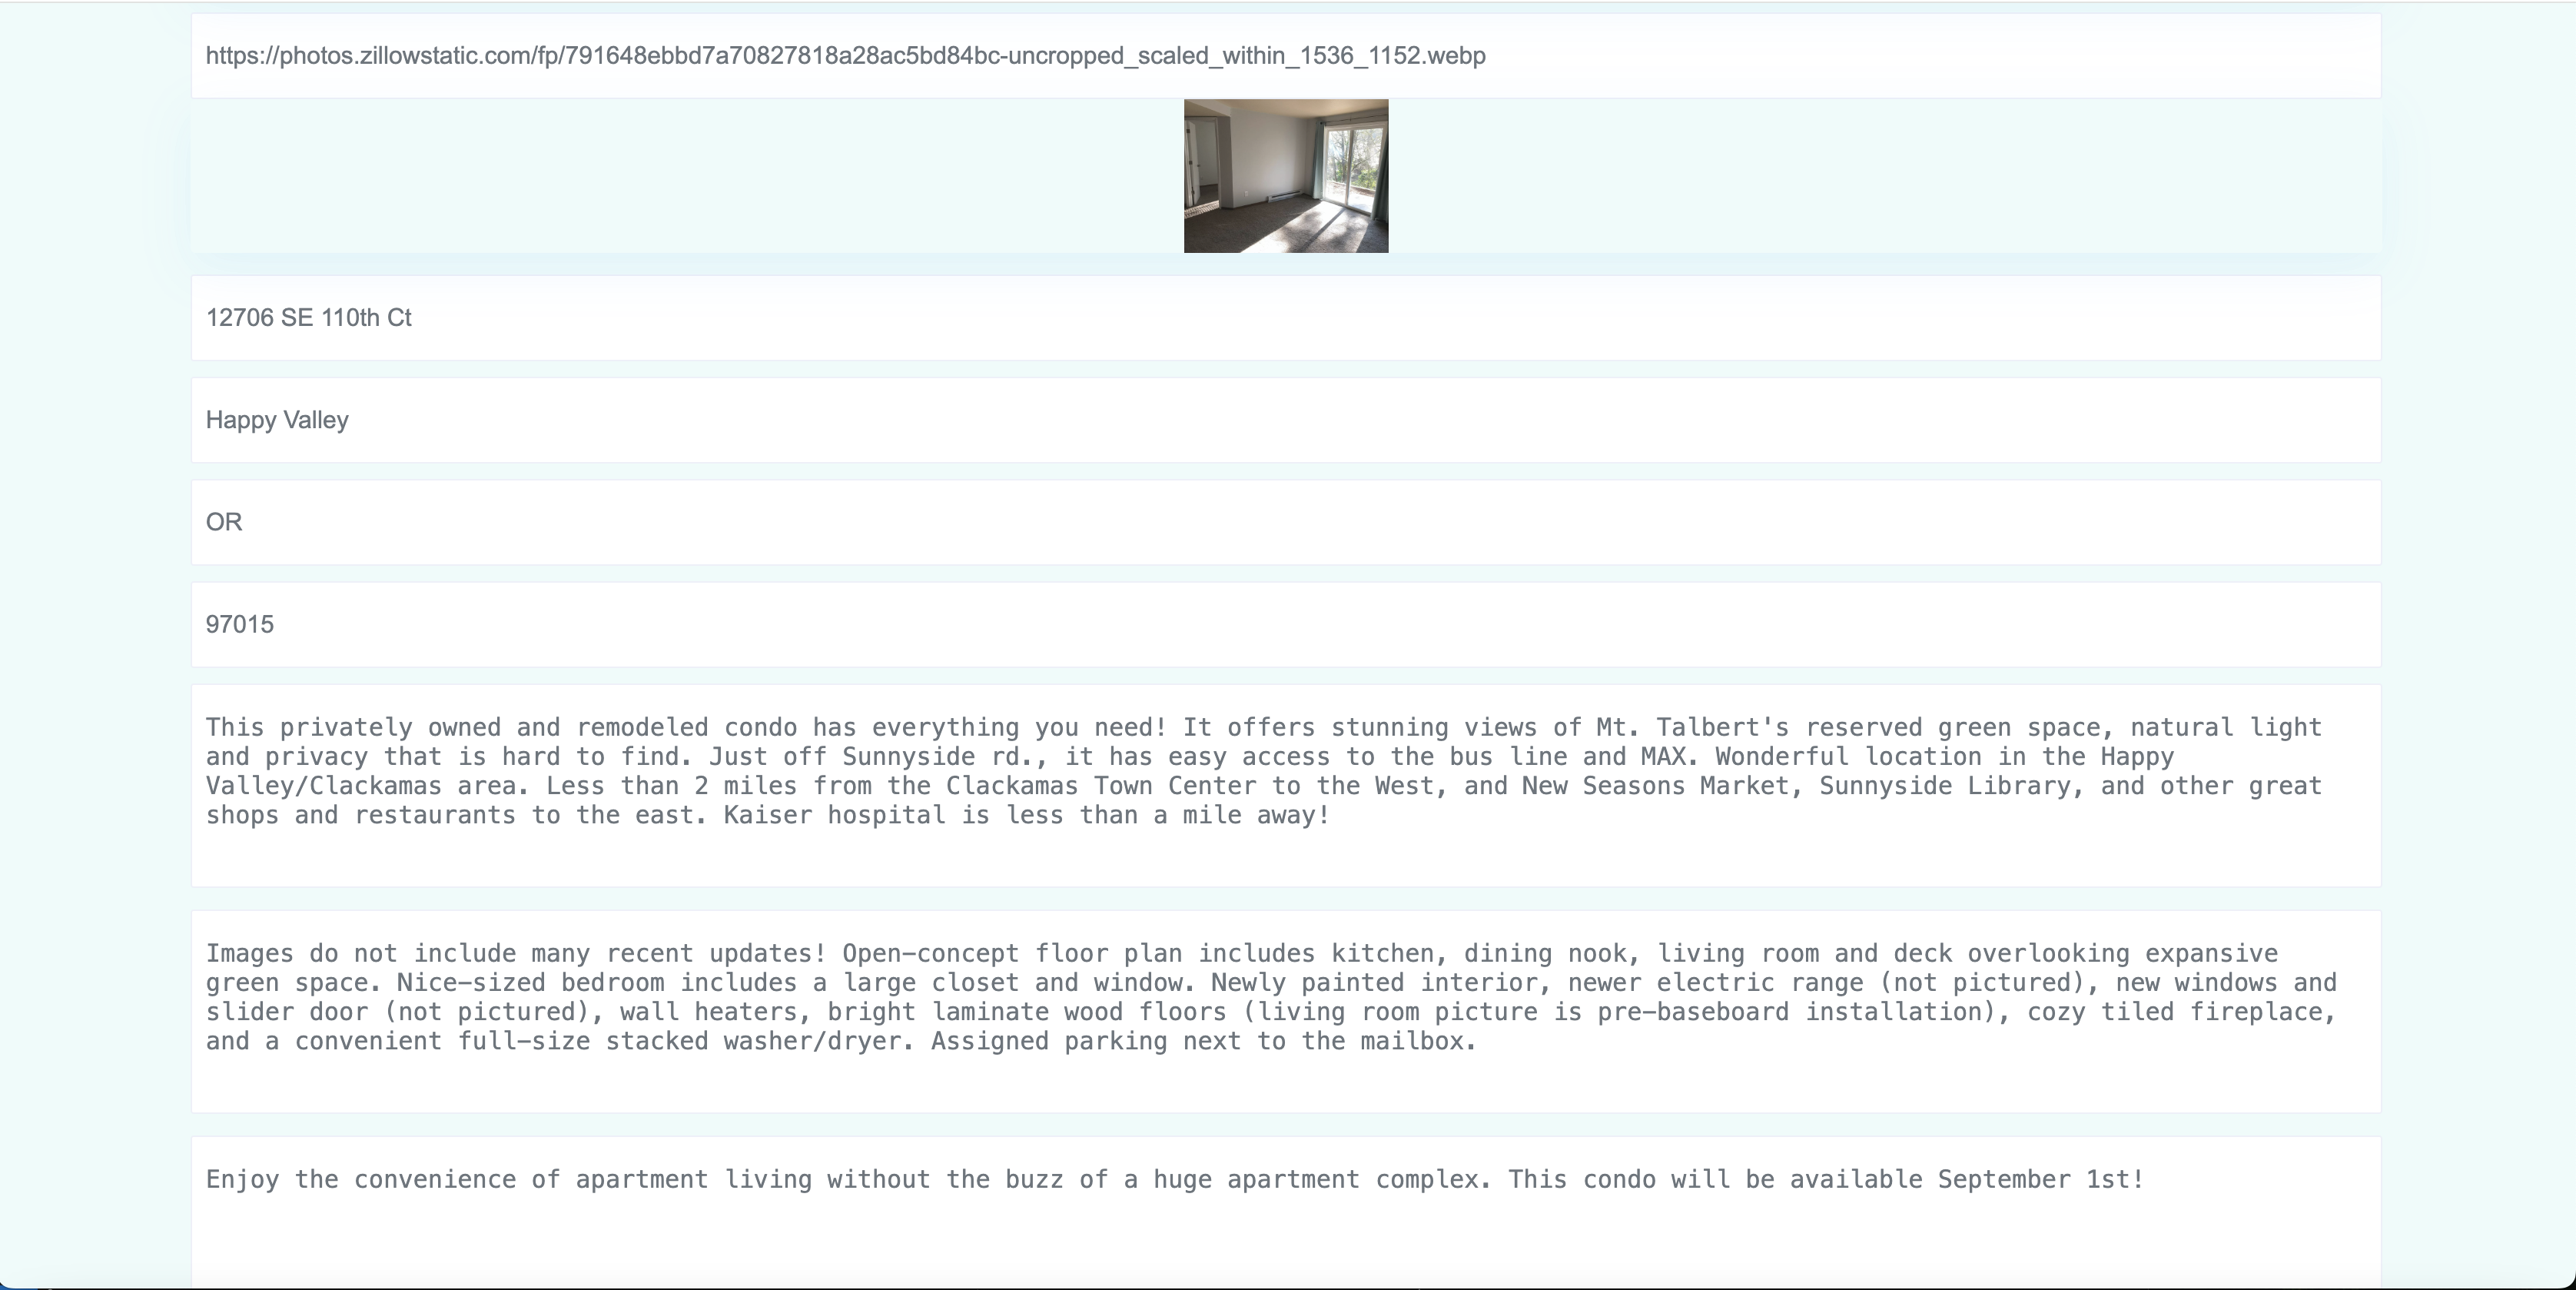 https://photos.zillowstatic.com/fp/791648ebbd7a70827818a28ac5bd84bc-uncropped_scaled_within_1536_1152.webp
12706 SE 110th Ct
Happy Valley
OR
97015
This privately owned and remodeled condo has everything you need! It offers stunning views of Mt. Talbert's reserved green space, natural light
and privacy that is hard to find. Just off Sunnyside rd., it has easy access to the bus line and MAX. Wonderful location in the Happy
Valley/Clackamas area. Less than 2 miles from the Clackamas Town Center to the West, and New Seasons Market, Sunnyside Library, and other great
shops and restaurants to the east. Kaiser hospital is less than a mile away!
Images do not include many recent updates! Open-concept floor plan includes kitchen, dining nook, living room and deck overlooking expansive
green space. Nice-sized bedroom includes a large closet and window. Newly painted interior, newer electric range (not pictured), new windows and
slider door (not pictured), wall heaters, bright laminate wood floors (living room picture is pre-baseboard installation), cozy tiled fireplace,
and a convenient full-size stacked washer/dryer. Assigned parking next to the mailbox.
Enjoy the convenience of apartment living without the buzz of a huge apartment complex. This condo will be available September 1st!